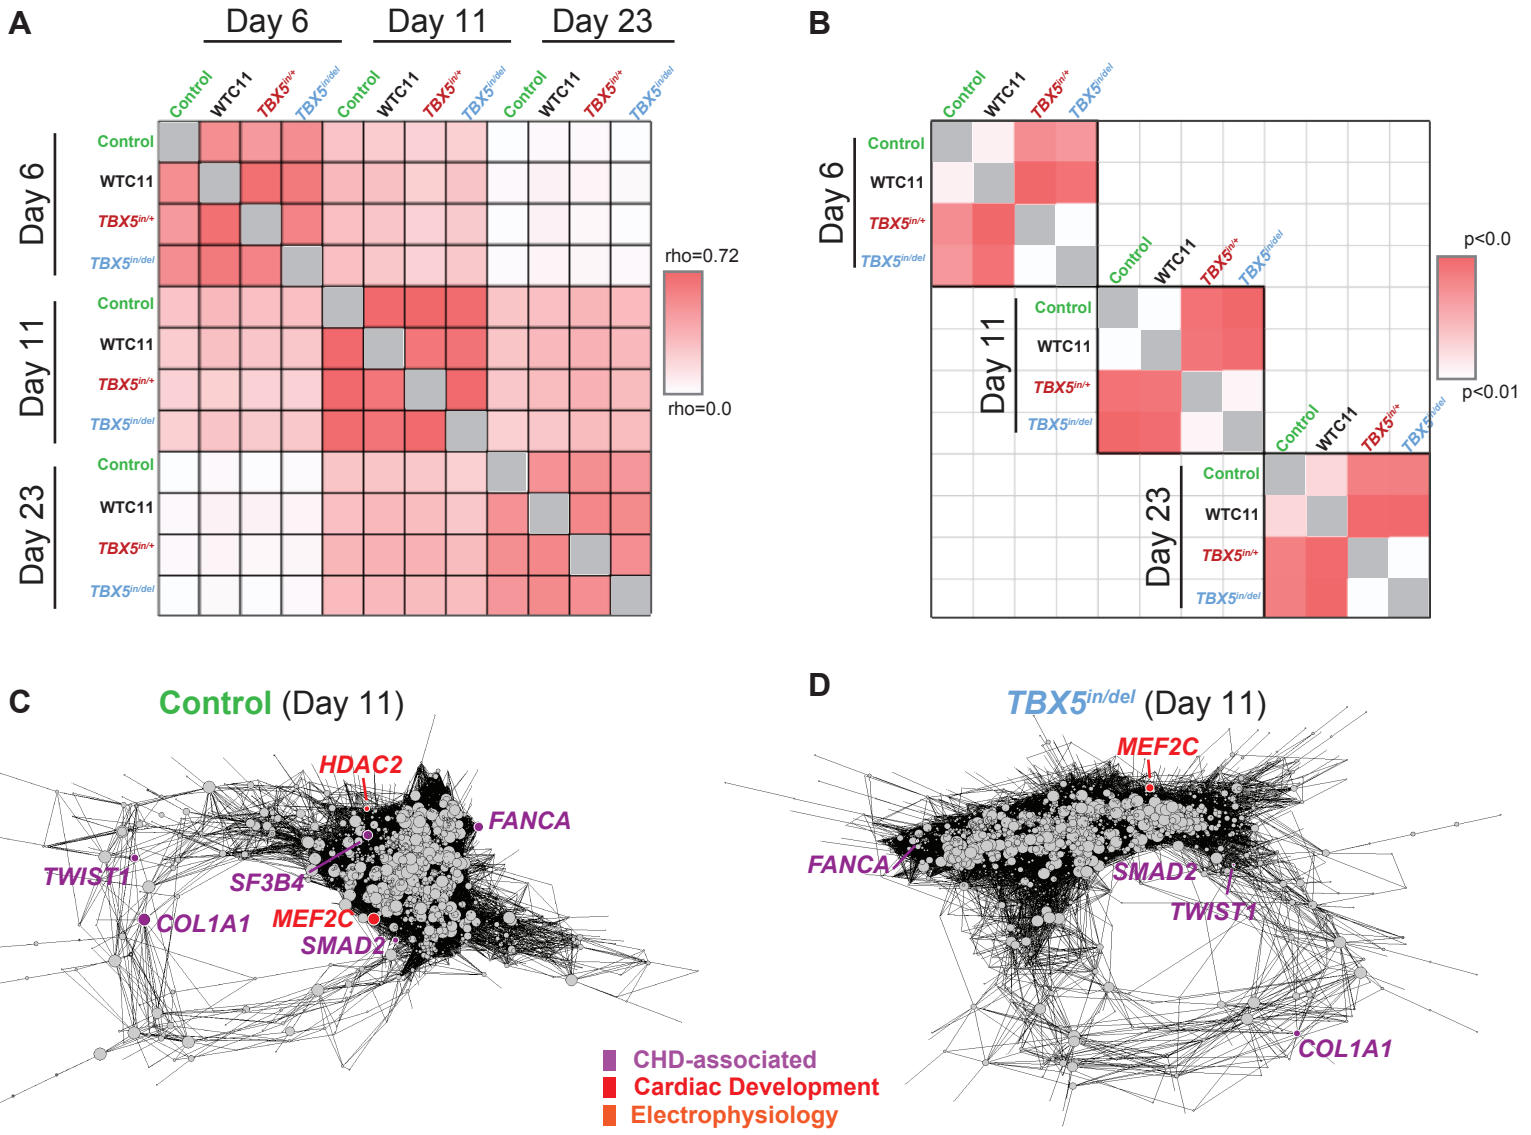 A
Day 6
Day 11
Day 23
Control
WTC11
TBX5in/+
TBX5in/del
Control
WTC11
TBX5in/+
TBX5in/del
Control
WTC11
TBX5in/+
TBX5in/del
Day 6
Control
WTC11
TBX5in/+
TBX5in/del
Day 11
Control
WTC11
TBX5in/+
TBX5in/del
Day 23
Control
WTC11
TBX5in/+
TBX5in/del
rho=0.72
rho=0.0
B
Control
WTC11
TBX5in/+
TBX5in/del
Day 6
Control
WTC11
TBX5in/+
TBX5in/del
Control
WTC11
TBX5in/+
TBX5in/del
Day 11
Control
WTC11
TBX5in/+
TBX5in/del
Control
WTC11
TBX5in/+
TBX5in/del
Day 23
Control
WTC11
TBX5in/+
TBX5in/del
p<0.0
p<0.01
C
Control (Day 11)
HDAC2
FANCA
TWIST1
SF3B4
COL1A1
MEF2C
SMAD2
D
TBX5in/del (Day 11)
MEF2C
FANCA
SMAD2
TWIST1
COL1A1
CHD-associated
Cardiac Development
Electrophysiology